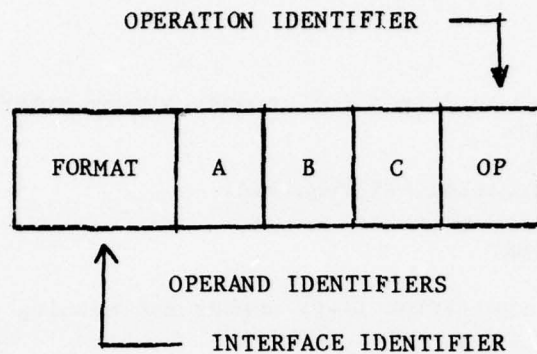 OPERATION IDENTIFIER
FORMAT A B C OP
OPERAND IDENTIFIERS
INTERFACE IDENTIFIER